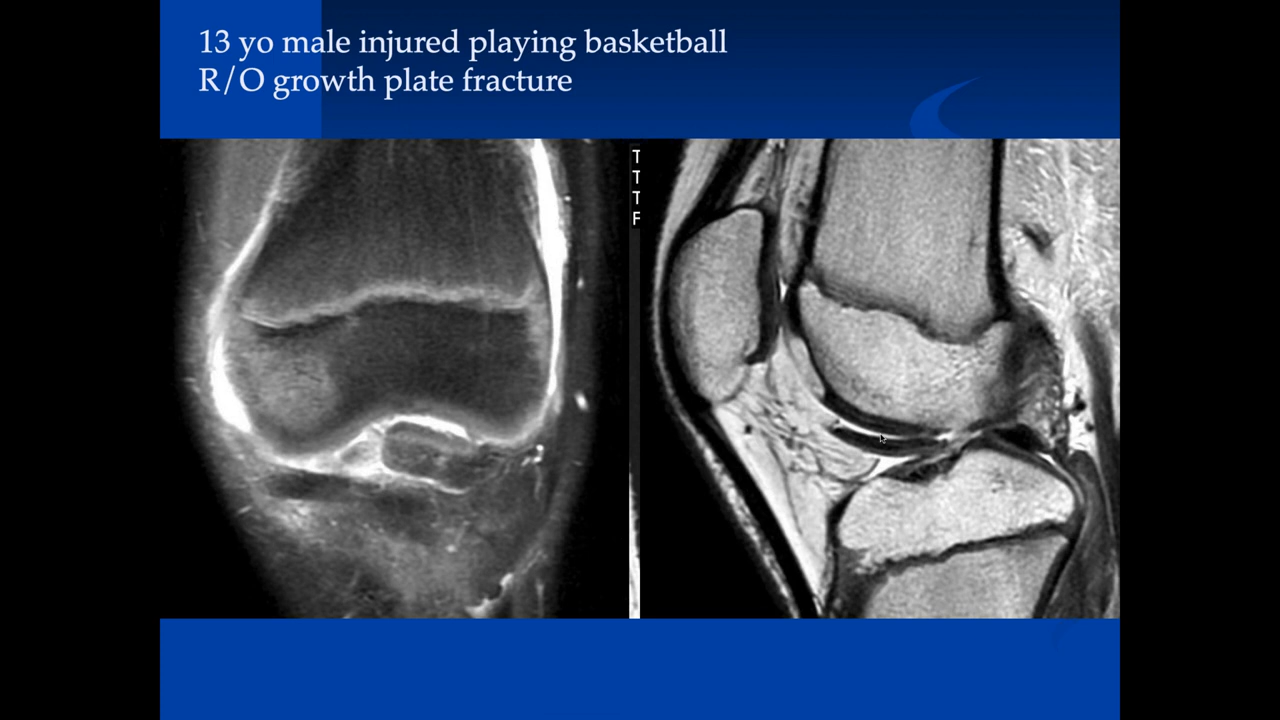 13 yo male injured playing basketball
R/O growth plate fracture
T
T
T
F